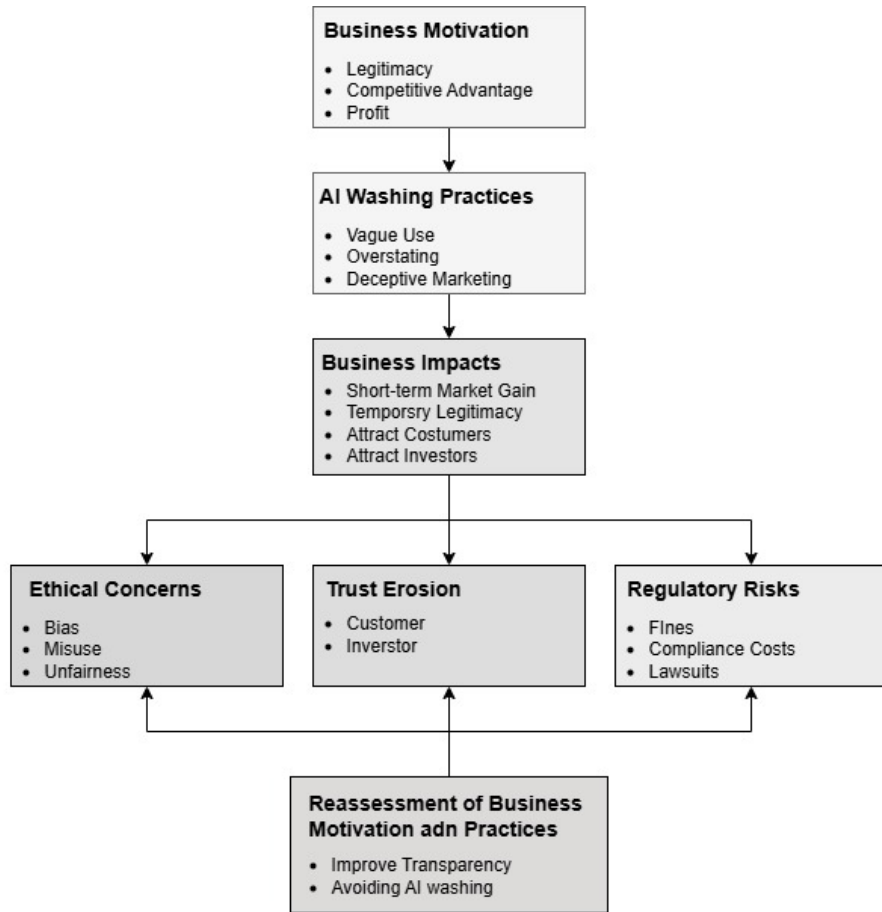 Business Motivation
• Legitimacy
• Competitive Advantage
• Profit
AI Washing Practices
• Vague Use
• Overstating
• Deceptive Marketing
Business Impacts
• Short-term Market Gain
• Temporsry Legitimacy
• Attract Costumers
• Attract Investors
Ethical Concerns
• Bias
• Misuse
• Unfairness
Trust Erosion
• Customer
• Inverstor
Regulatory Risks
• FInes
• Compliance Costs
• Lawsuits
Reassessment of Business
Motivation adn Practices
• Improve Transparency
• Avoiding AI washing